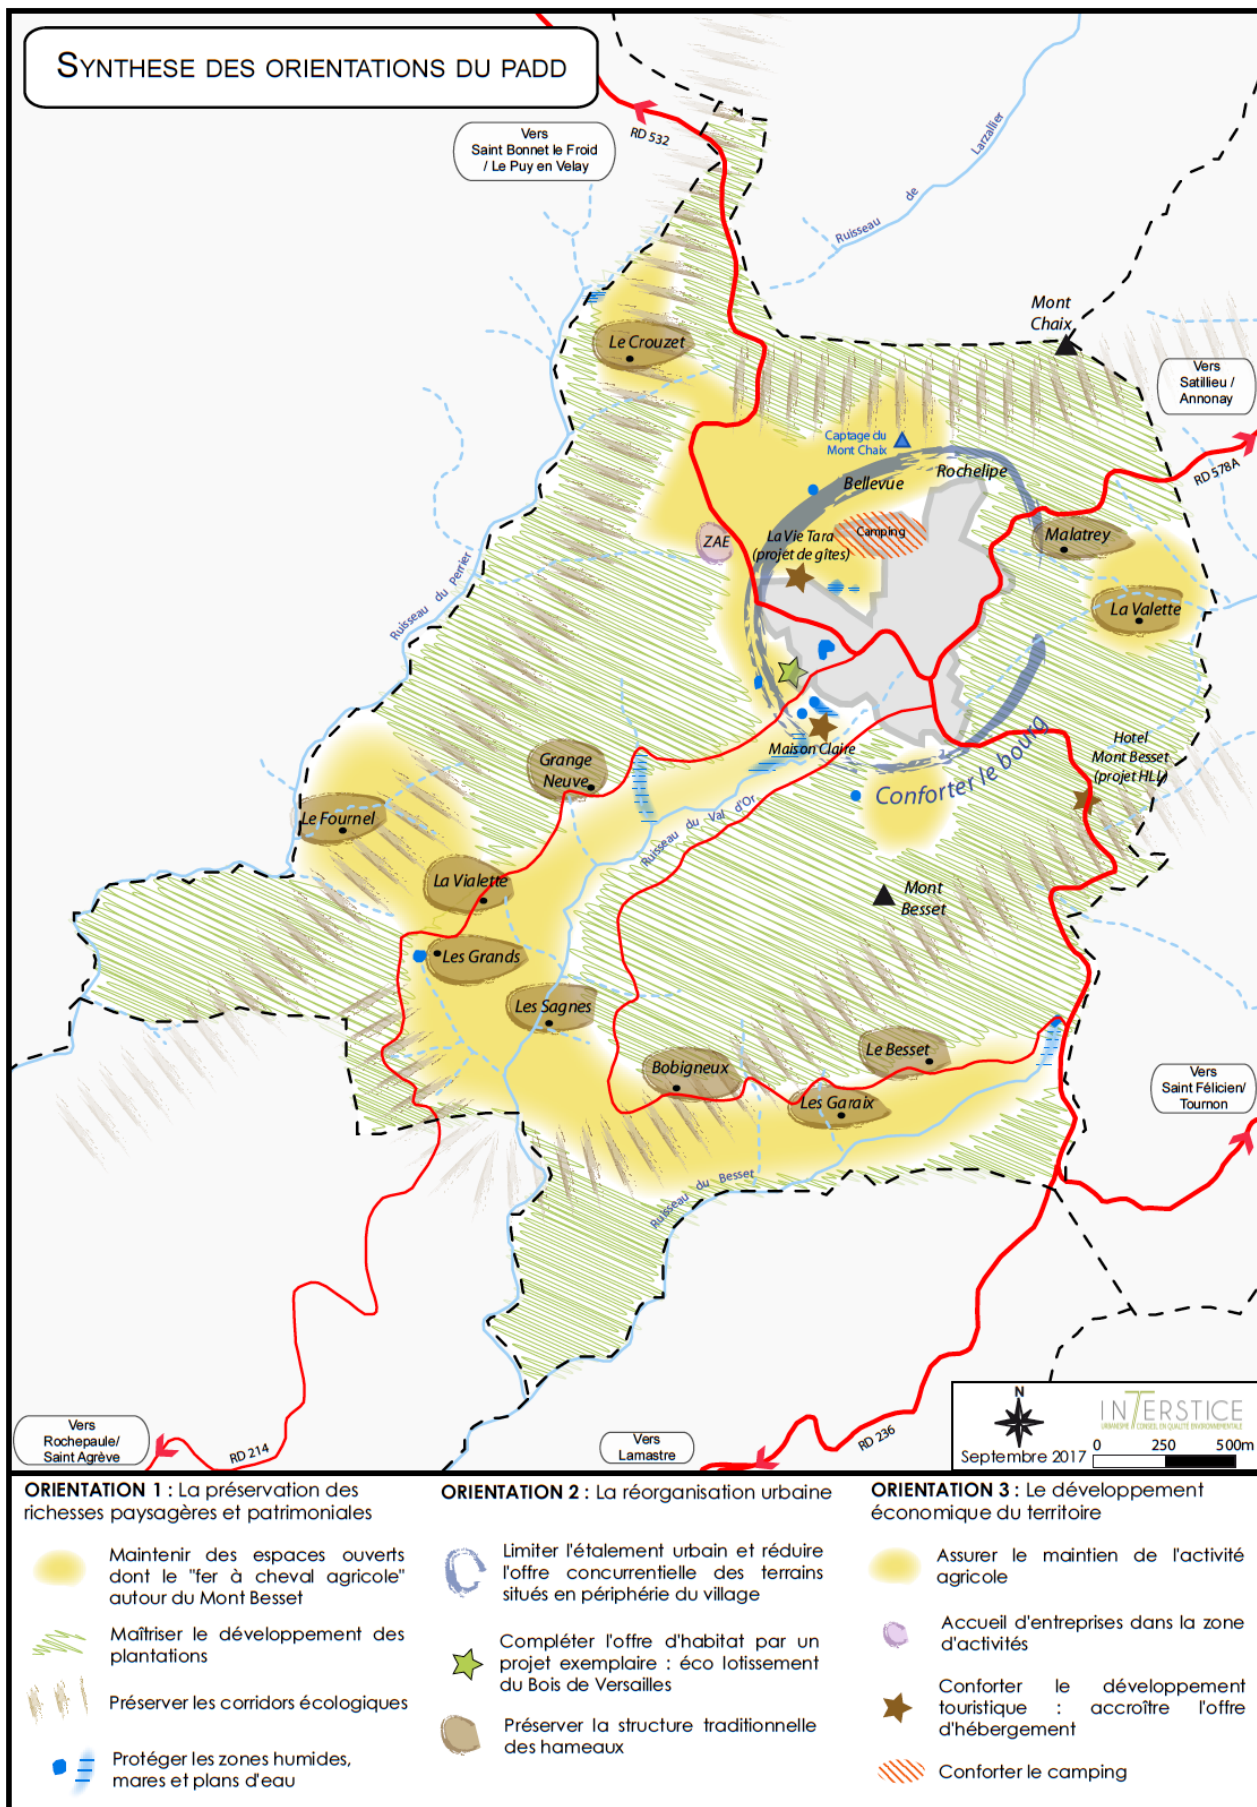 SYNTHESE DES ORIENTATIONS DU PADD
Vers
Saint Bonnet le Froid
/ Le Puy en Velay
RD 532
Ruisseau de Larzallier
Mont
Chaix
Le Crouzet
Vers
Satillieu /
Annonay
RD 578A
Captage du
Mont Chaix
Rochelipe
Bellevue
ZAE
La Vie Tara
(projet de gîtes)
Camping
Malatrey
La Valette
Ruisseau du Perrier
Maison Claire
Grange
Neuve
Hotel
Mont Besset
(projet HLL)
Conforter le bourg
Le Fournel
Ruisseau du Val d'Or
La Vialette
Mont
Besset
Les Grands
Les Sagnes
Le Besset
Bobigneux
Les Garaix
Vers
Saint Félicien/
Tournon
Ruisseau du Besset
Vers
Rochepaule/
Saint Agrève
RD 214
Vers
Lamastre
RD 236
N
Septembre 2017
INTERSTICE
URBANISME CONSEIL EN QUALITÉ ENVIRONNEMENTALE
0 250 500m
ORIENTATION 1 : La préservation des
richesses paysagères et patrimoniales
Maintenir des espaces ouverts
dont le "fer à cheval agricole"
autour du Mont Besset
Maîtriser le développement des
plantations
Préserver les corridors écologiques
Protéger les zones humides,
mares et plans d'eau
ORIENTATION 2 : La réorganisation urbaine
Limiter l'étalement urbain et réduire
l'offre concurrentielle des terrains
situés en périphérie du village
Compléter l'offre d'habitat par un
projet exemplaire : éco lotissement
du Bois de Versailles
Préserver la structure traditionnelle
des hameaux
ORIENTATION 3 : Le développement
économique du territoire
Assurer le maintien de l'activité
agricole
Accueil d'entreprises dans la zone
d'activités
Conforter le développement
touristique : accroître l'offre
d'hébergement
Conforter le camping